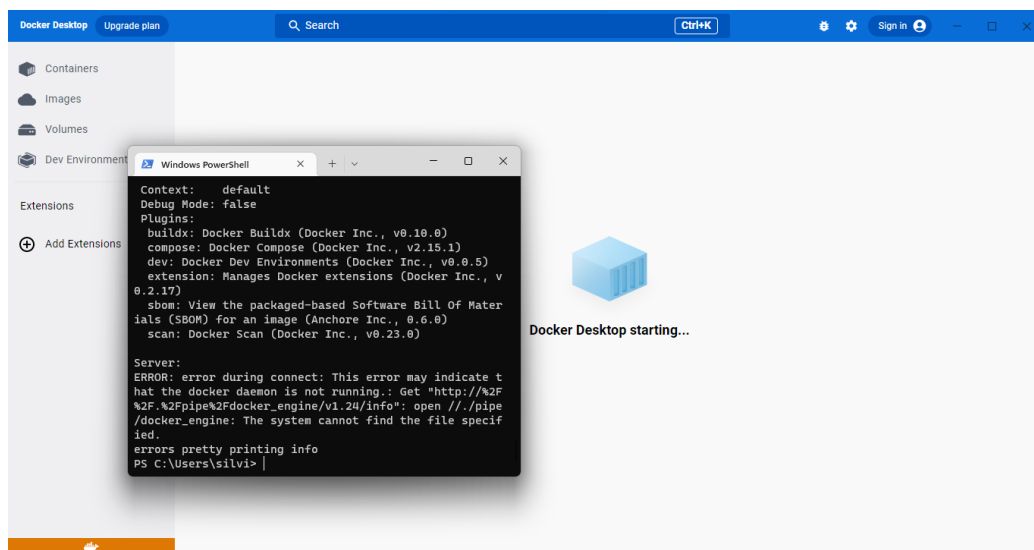 Docker Desktop Upgrade plan Search Ctrl+K Sign in
Containers
Images
Volumes
Dev Environment
Extensions
Add Extensions
Windows PowerShell
Context:    default
Debug Mode: false
Plugins:
buildx: Docker Buildx (Docker Inc., v0.10.0)
compose: Docker Compose (Docker Inc., v2.15.1)
dev: Docker Dev Environments (Docker Inc., v0.0.5)
extension: Manages Docker extensions (Docker Inc., v
0.2.17)
sbom: View the packaged-based Software Bill Of Mater
ials (SBOM) for an image (Anchore Inc., 0.6.0)
scan: Docker Scan (Docker Inc., v0.23.0)
Server:
ERROR: error during connect: This error may indicate t
hat the docker daemon is not running.: Get "http://%2F
%2F.%2Fpipe%2Fdocker_engine/v1.24/info": open //./pipe
/docker_engine: The system cannot find the file specif
ied.
errors pretty printing info
PS C:\Users\silvi>
Docker Desktop starting...